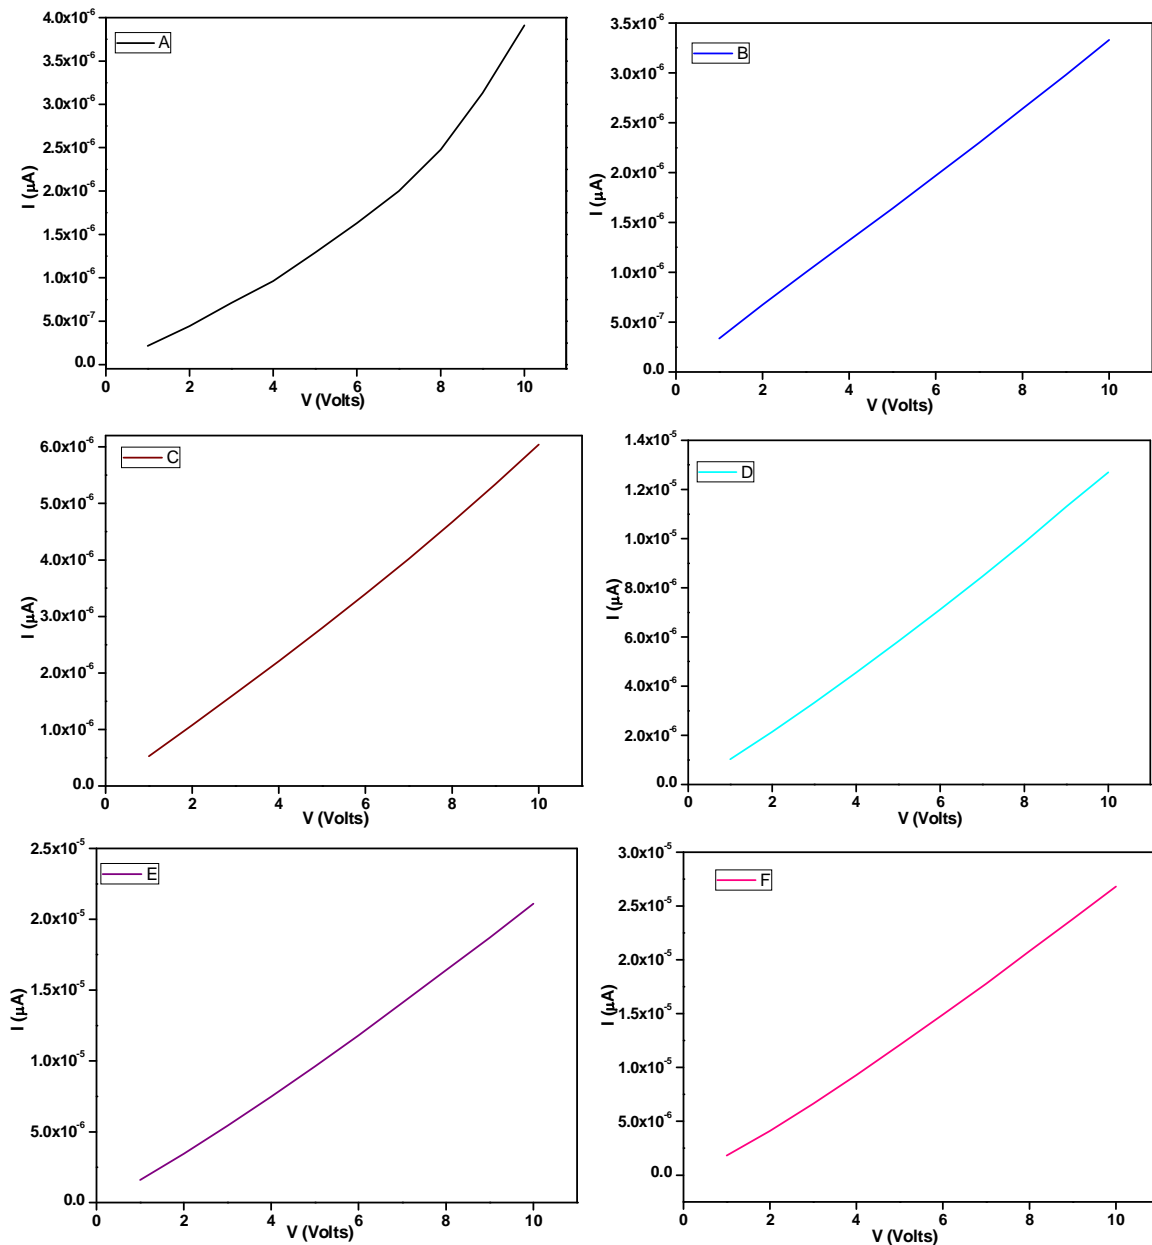 A
4.0x10⁻⁶
3.5x10⁻⁶
3.0x10⁻⁶
2.5x10⁻⁶
2.0x10⁻⁶
1.5x10⁻⁶
1.0x10⁻⁶
5.0x10⁻⁷
0.0
I (μA)
0 2 4 6 8 10
V (Volts)
B
3.5x10⁻⁶
3.0x10⁻⁶
2.5x10⁻⁶
2.0x10⁻⁶
1.5x10⁻⁶
1.0x10⁻⁶
5.0x10⁻⁷
0.0
I (μA)
0 2 4 6 8 10
V (Volts)
C
6.0x10⁻⁶
5.0x10⁻⁶
4.0x10⁻⁶
3.0x10⁻⁶
2.0x10⁻⁶
1.0x10⁻⁶
0.0
I (μA)
0 2 4 6 8 10
V (Volts)
D
1.4x10⁻⁵
1.2x10⁻⁵
1.0x10⁻⁵
8.0x10⁻⁶
6.0x10⁻⁶
4.0x10⁻⁶
2.0x10⁻⁶
0.0
I (μA)
0 2 4 6 8 10
V (Volts)
E
2.5x10⁻⁵
2.0x10⁻⁵
1.5x10⁻⁵
1.0x10⁻⁵
5.0x10⁻⁶
0.0
I (μA)
0 2 4 6 8 10
V (Volts)
F
3.0x10⁻⁵
2.5x10⁻⁵
2.0x10⁻⁵
1.5x10⁻⁵
1.0x10⁻⁵
5.0x10⁻⁶
0.0
I (μA)
0 2 4 6 8 10
V (Volts)